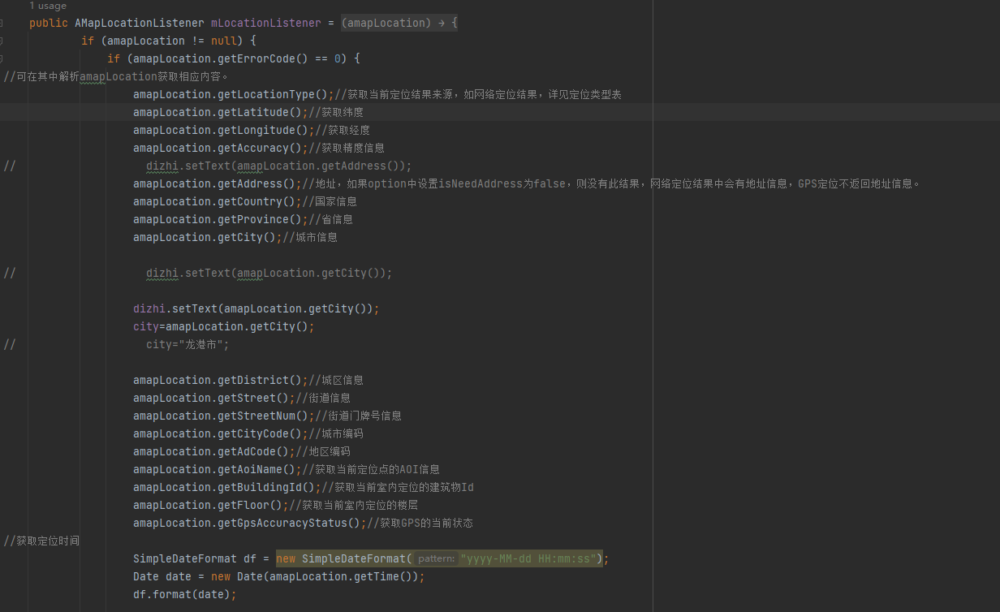 1 usage
public AMapLocationListener mLocationListener = (amapLocation) → {
if (amapLocation != null) {
if (amapLocation.getErrorCode() == 0) {
//可在其中解析amapLocation获取相应内容。
amapLocation.getLocationType();//获取当前定位结果来源，如网络定位结果，详见定位类型表
amapLocation.getLatitude();//获取纬度
amapLocation.getLongitude();//获取经度
amapLocation.getAccuracy();//获取精度信息
// dizhi.setText(amapLocation.getAddress());
amapLocation.getAddress();//地址，如果option中设置isNeedAddress为false，则没有此结果，网络定位结果中会有地址信息，GPS定位不返回地址信息。
amapLocation.getCountry();//国家信息
amapLocation.getProvince();//省信息
amapLocation.getCity();//城市信息
// dizhi.setText(amapLocation.getCity());
dizhi.setText(amapLocation.getCity());
city=amapLocation.getCity();
// city="龙港市";
amapLocation.getDistrict();//城区信息
amapLocation.getStreet();//街道信息
amapLocation.getStreetNum();//街道门牌号信息
amapLocation.getCityCode();//城市编码
amapLocation.getAdCode();//地区编码
amapLocation.getAoiName();//获取当前定位点的AOI信息
amapLocation.getBuildingId();//获取当前室内定位的建筑物Id
amapLocation.getFloor();//获取当前室内定位的楼层
amapLocation.getGpsAccuracyStatus();//获取GPS的当前状态
//获取定位时间
SimpleDateFormat df = new SimpleDateFormat( pattern: "yyyy-MM-dd HH:mm:ss");
Date date = new Date(amapLocation.getTime());
df.format(date);